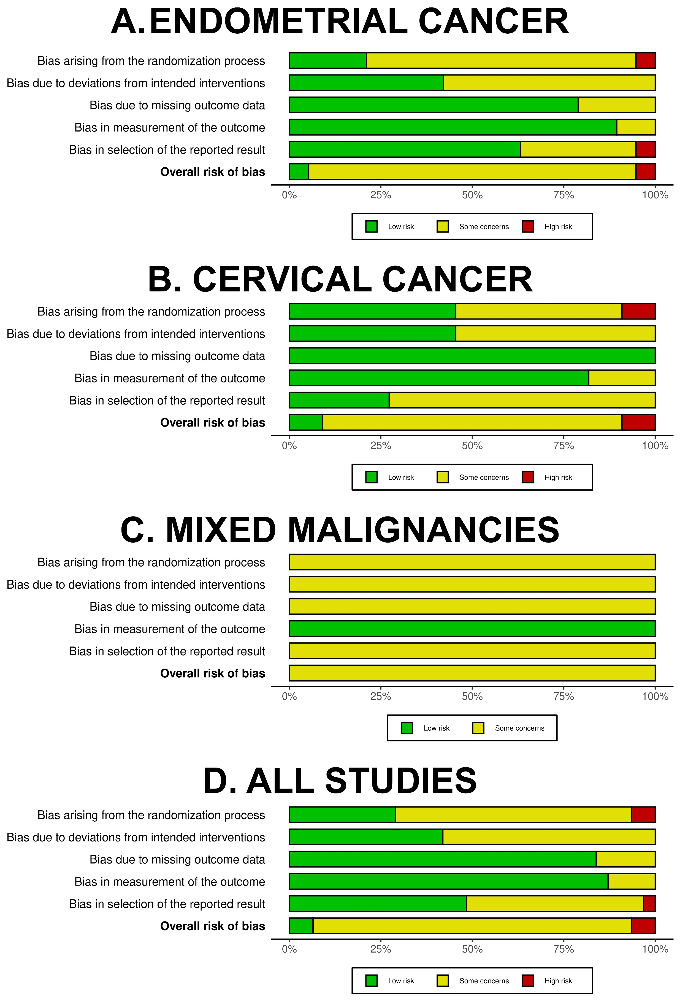 A.ENDOMETRIAL CANCER
Bias arising from the randomization process
Bias due to deviations from intended interventions
Bias due to missing outcome data
Bias in measurement of the outcome
Bias in selection of the reported result
Overall risk of bias
0% 25% 50% 75% 100%
Low risk Some concerns High risk
B. CERVICAL CANCER
Bias arising from the randomization process
Bias due to deviations from intended interventions
Bias due to missing outcome data
Bias in measurement of the outcome
Bias in selection of the reported result
Overall risk of bias
0% 25% 50% 75% 100%
Low risk Some concerns High risk
C. MIXED MALIGNANCIES
Bias arising from the randomization process
Bias due to deviations from intended interventions
Bias due to missing outcome data
Bias in measurement of the outcome
Bias in selection of the reported result
Overall risk of bias
0% 25% 50% 75% 100%
Low risk Some concerns
D. ALL STUDIES
Bias arising from the randomization process
Bias due to deviations from intended interventions
Bias due to missing outcome data
Bias in measurement of the outcome
Bias in selection of the reported result
Overall risk of bias
0% 25% 50% 75% 100%
Low risk Some concerns High risk